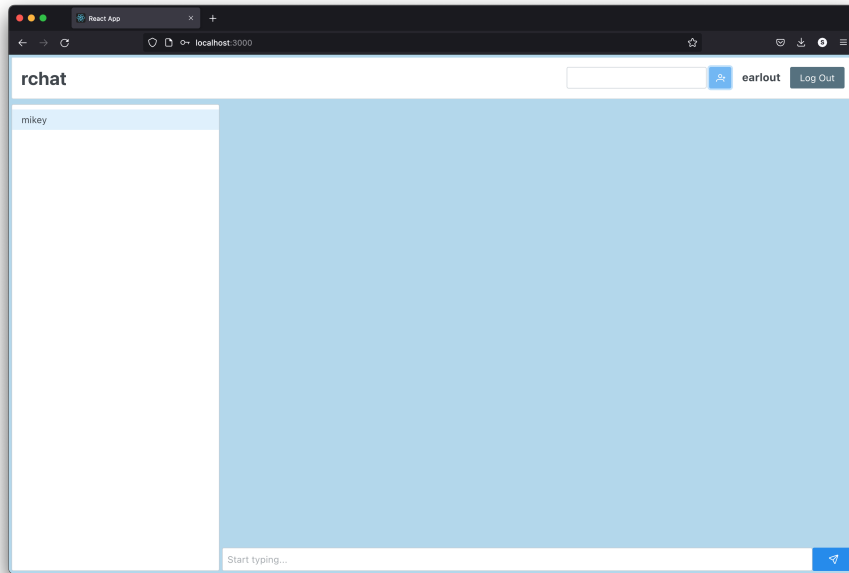 React App
localhost:3000
S
rchat
earlout
Log Out
mikey
Start typing...